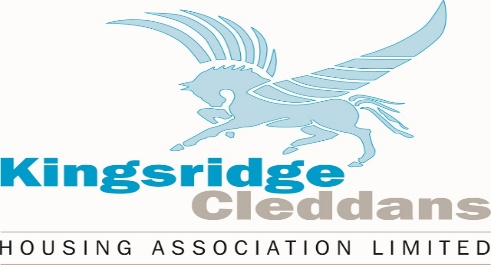 Kingsridge
Cleddans
HOUSING ASSOCIATION LIMITED